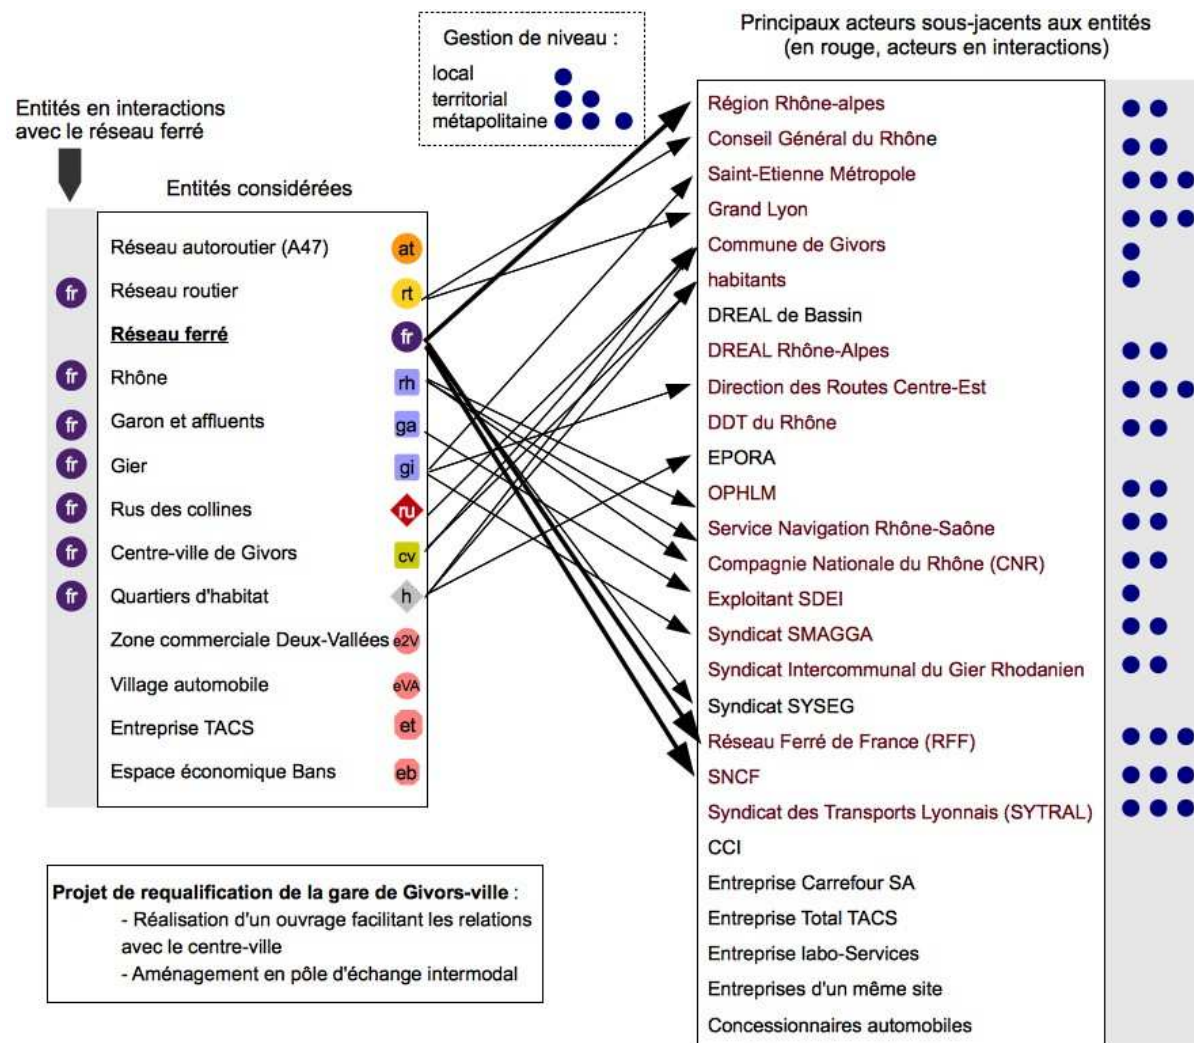 Gestion de niveau :
local
territorial
métapolitaine
Principaux acteurs sous-jacents aux entités
(en rouge, acteurs en interactions)
Entités en interactions
avec le réseau ferré
Entités considérées
Réseau autoroutier (A47) at
fr Réseau routier rt
Réseau ferré fr
fr Rhône rh
fr Garon et affluents ga
fr Gier gi
fr Rus des collines ru
fr Centre-ville de Givors cv
fr Quartiers d'habitat h
Zone commerciale Deux-Vallées e2V
Village automobile eVA
Entreprise TACS et
Espace économique Bans eb
Région Rhône-alpes
Conseil Général du Rhône
Saint-Etienne Métropole
Grand Lyon
Commune de Givors
habitants
DREAL de Bassin
DREAL Rhône-Alpes
Direction des Routes Centre-Est
DDT du Rhône
EPORA
OPHLM
Service Navigation Rhône-Saône
Compagnie Nationale du Rhône (CNR)
Exploitant SDEI
Syndicat SMAGGA
Syndicat Intercommunal du Gier Rhodanien
Syndicat SYSEG
Réseau Ferré de France (RFF)
SNCF
Syndicat des Transports Lyonnais (SYTRAL)
CCI
Entreprise Carrefour SA
Entreprise Total TACS
Entreprise labo-Services
Entreprises d'un même site
Concessionnaires automobiles
Projet de requalification de la gare de Givors-ville :
- Réalisation d'un ouvrage facilitant les relations
avec le centre-ville
- Aménagement en pôle d'échange intermodal